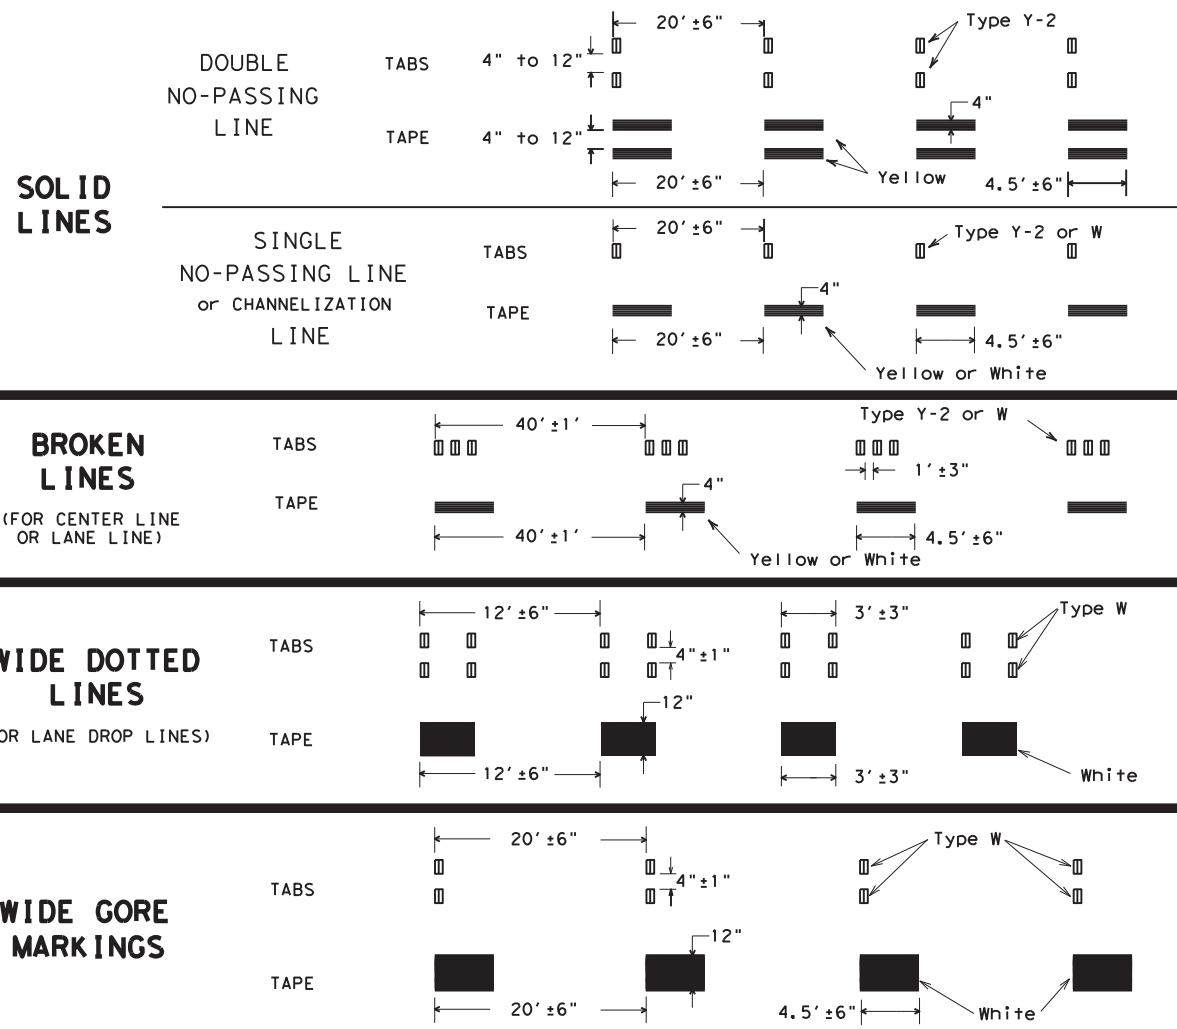 SOLID
LINES
DOUBLE
NO-PASSING
LINE
TABS
4" to 12"
20'±6"
Type Y-2
TAPE
4" to 12"
4"
Yellow
20'±6"
4.5'±6"
SINGLE
NO-PASSING LINE
or CHANNELIZATION
LINE
TABS
20'±6"
Type Y-2 or W
TAPE
4"
20'±6"
4.5'±6"
Yellow or White
BROKEN
LINES
(FOR CENTER LINE
OR LANE LINE)
TABS
40'±1'
Type Y-2 or W
1'±3"
TAPE
4"
40'±1'
4.5'±6"
Yellow or White
WIDE DOTTED
LINES
OR LANE DROP LINES)
TABS
12'±6"
3'±3"
Type W
4"±1"
TAPE
12"
12'±6"
3'±3"
White
WIDE GORE
MARKINGS
TABS
20'±6"
Type W
4"±1"
TAPE
12"
20'±6"
4.5'±6"
White